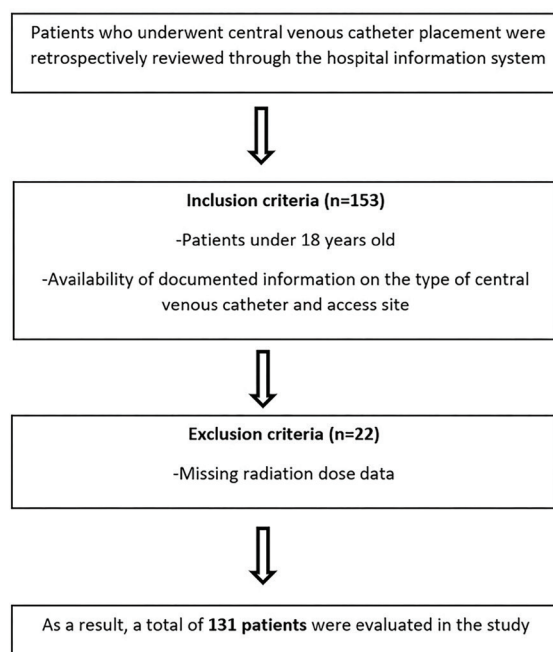 Patients who underwent central venous catheter placement were
retrospectively reviewed through the hospital information system
Inclusion criteria (n=153)
-Patients under 18 years old
-Availability of documented information on the type of central
venous catheter and access site
Exclusion criteria (n=22)
-Missing radiation dose data
As a result, a total of 131 patients were evaluated in the study